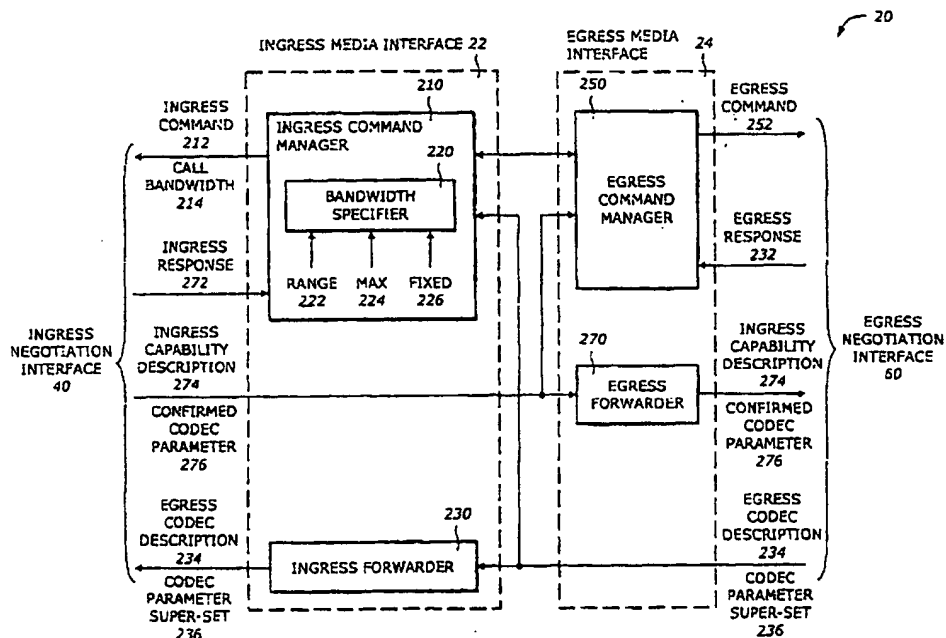 20
INGRESS MEDIA INTERFACE 22
EGRESS MEDIA
INTERFACE 24
INGRESS
COMMAND
212
CALL
BANDWIDTH
214
INGRESS
RESPONSE
272
210
INGRESS COMMAND
MANAGER
220
BANDWIDTH
SPECIFIER
RANGE
222
MAX
224
FIXED
226
250
EGRESS
COMMAND
MANAGER
EGRESS
COMMAND
252
EGRESS
RESPONSE
232
INGRESS
NEGOTIATION
INTERFACE
40
INGRESS
CAPABILITY
DESCRIPTION
274
CONFIRMED
CODEC
PARAMETER
276
270
EGRESS
FORWARDER
INGRESS
CAPABILITY
DESCRIPTION
274
CONFIRMED
CODEC
PARAMETER
276
EGRESS
NEGOTIATION
INTERFACE
60
EGRESS
CODEC
DESCRIPTION
234
CODEC
PARAMETER
SUPER-SET
236
230
INGRESS FORWARDER
EGRESS
CODEC
DESCRIPTION
234
CODEC
PARAMETER
SUPER-SET
236